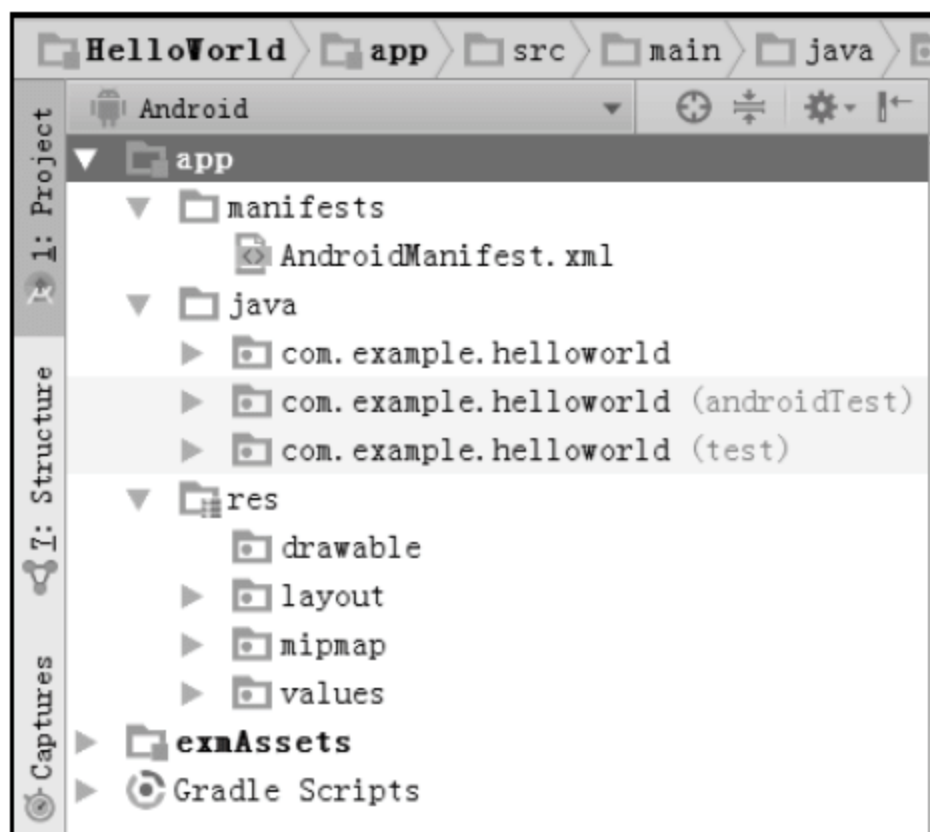 HelloWorld app src main java
Android
1: Project
app
manifests
AndroidManifest.xml
java
com.example.helloworld
com.example.helloworld (androidTest)
com.example.helloworld (test)
7: Structure
res
drawable
layout
mipmap
values
Captures
exmAssets
Gradle Scripts